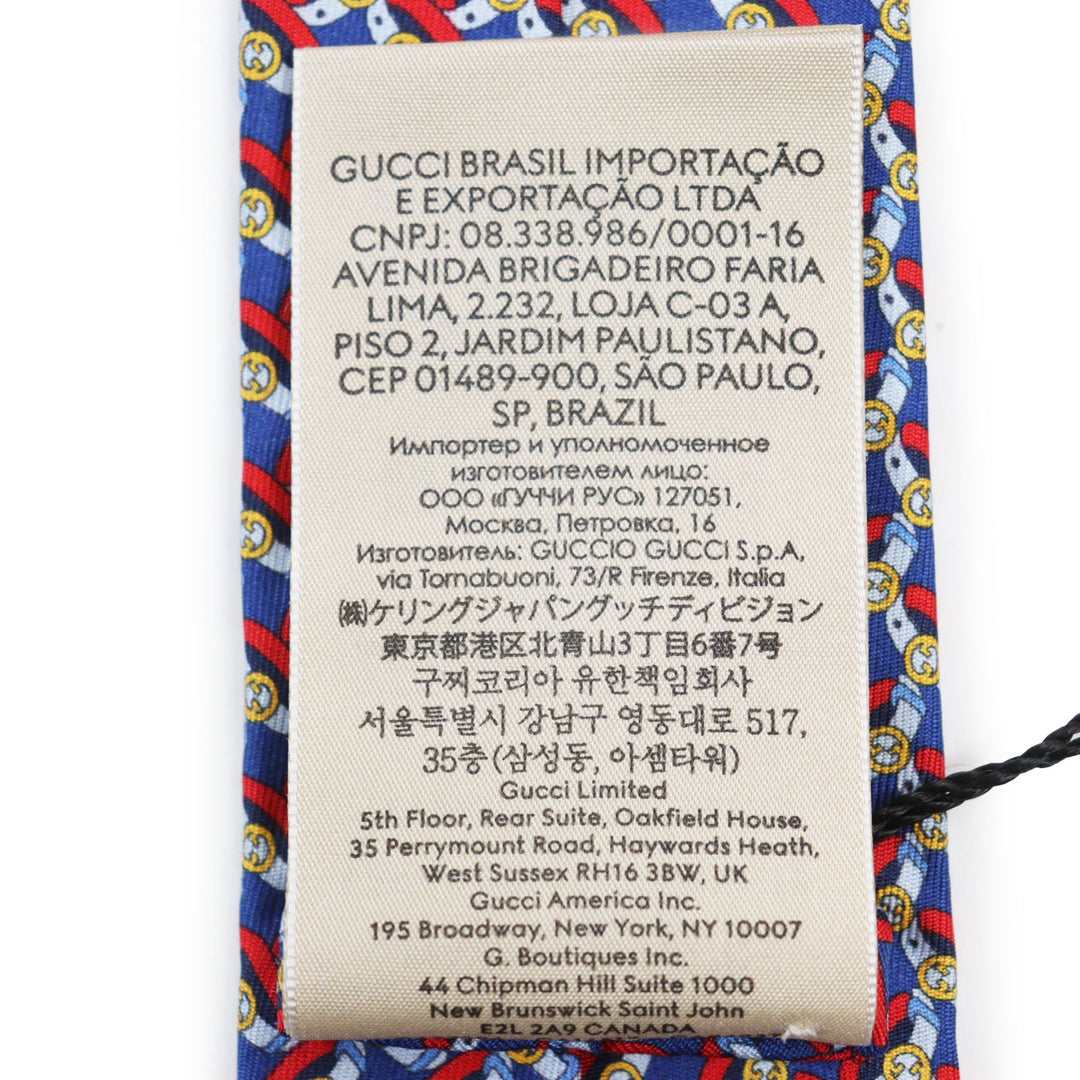 GUCCI BRASIL IMPORTAÇÃO
E EXPORTAÇÃO LTDA
CNPJ: 08.338.986/0001-16
AVENIDA BRIGADEIRO FARIA
LIMA, 2.232, LOJA C-03 A,
PISO 2, JARDIM PAULISTANO,
CEP 01489-900, SÃO PAULO,
SP, BRAZIL
Импортер и уполномоченное
изготовителем лицо:
ООО «ГУЧЧИ РУС» 127051,
Москва, Петровка, 16
Изготовитель: GUCCIO GUCCI S.p.A,
via Tornabuoni, 73/R Firenze, Italia
㈱ケリングジャパングッチディビジョン
東京都港区北青山3丁目6番7号
구찌코리아 유한책임회사
서울특별시 강남구 영동대로 517,
35층(삼성동, 아셈타워)
Gucci Limited
5th Floor, Rear Suite, Oakfield House,
35 Perrymount Road, Haywards Heath,
West Sussex RH16 3BW, UK
Gucci America Inc.
195 Broadway, New York, NY 10007
G. Boutiques Inc.
44 Chipman Hill Suite 1000
New Brunswick Saint John
E2L 2A9 CANADA